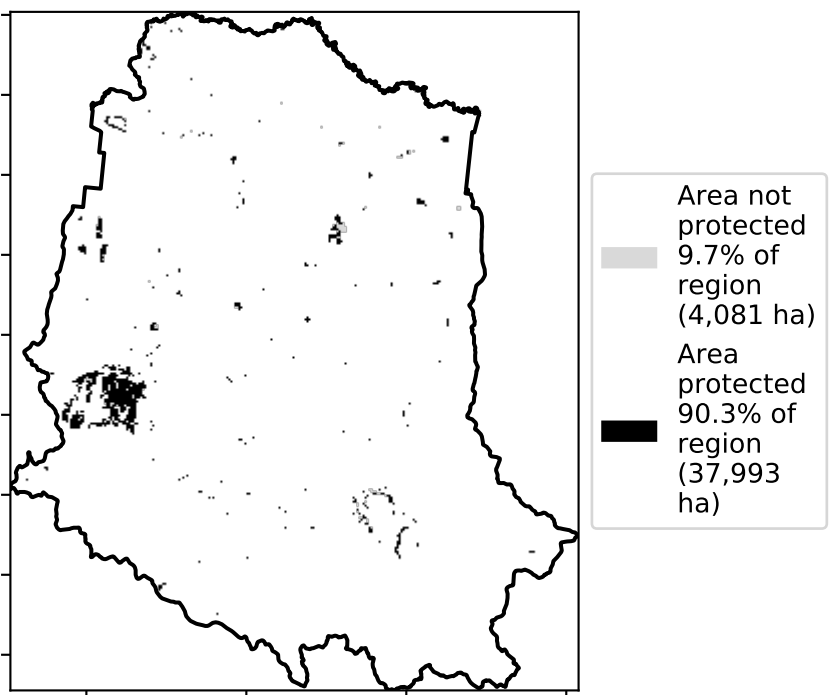 Area not
protected
9.7% of
region
(4,081 ha)
Area
protected
90.3% of
region
(37,993
ha)